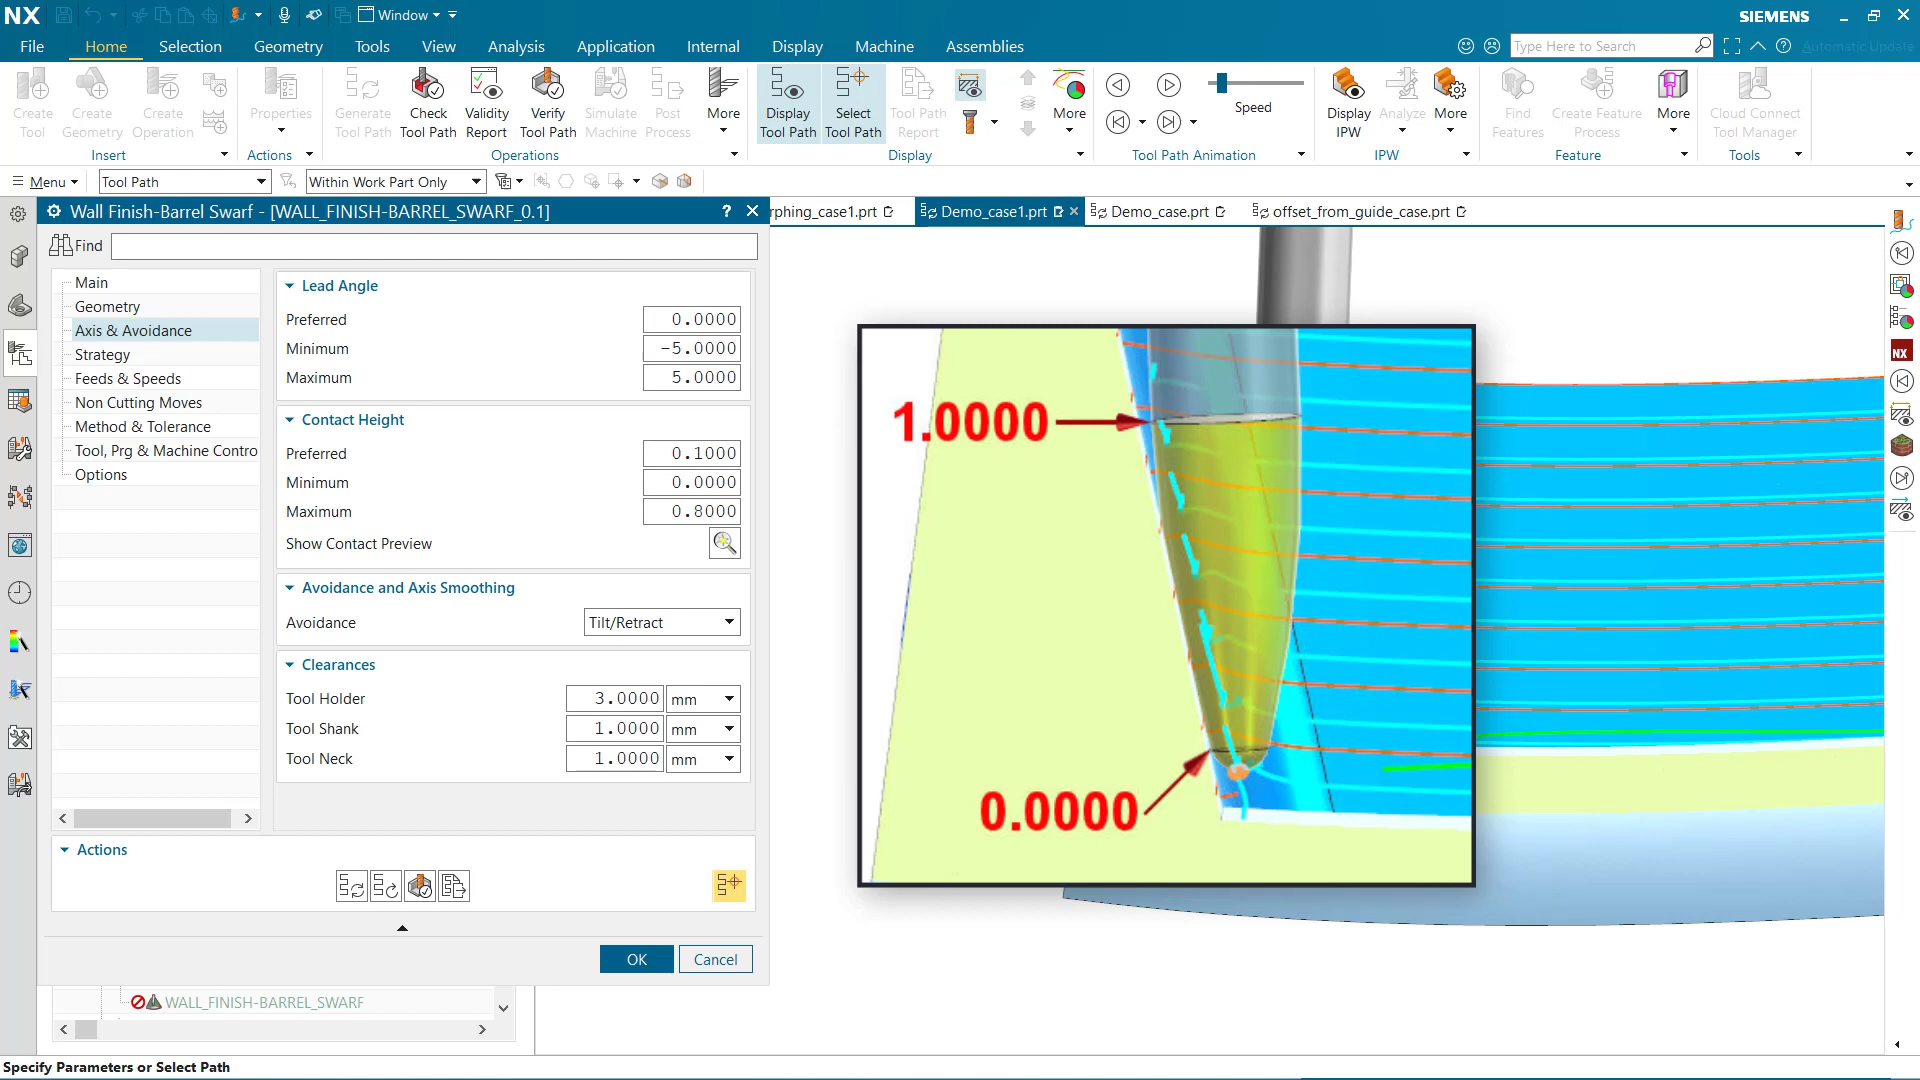 NX
Window
SIEMENS
File
Home
Selection
Geometry
Tools
View
Analysis
Application
Internal
Display
Machine
Assemblies
Type Here to Search
Automatic Update
Create Tool
Create Geometry
Create Operation
Properties
Generate Tool Path
Check Tool Path
Validity Report
Verify Tool Path
Simulate Machine
Post Process
More
Display Tool Path
Select Tool Path
Tool Path Report
More
Speed
Display IPW
Analyze
More
Find Features
Create Feature Process
More
Cloud Connect Tool Manager
Insert
Actions
Operations
Display
Tool Path Animation
IPW
Feature
Tools
Menu
Tool Path
Within Work Part Only
Wall Finish-Barrel Swarf - [WALL_FINISH-BARREL_SWARF_0.1]
?
rphing_case1.prt
Demo_case1.prt
Demo_case.prt
offset_from_guide_case.prt
Find
Main
Geometry
Axis & Avoidance
Strategy
Feeds & Speeds
Non Cutting Moves
Method & Tolerance
Tool, Prg & Machine Contro
Options
Lead Angle
Preferred 0.0000
Minimum -5.0000
Maximum 5.0000
Contact Height
Preferred 0.1000
Minimum 0.0000
Maximum 0.8000
Show Contact Preview
Avoidance and Axis Smoothing
Avoidance Tilt/Retract
Clearances
Tool Holder 3.0000 mm
Tool Shank 1.0000 mm
Tool Neck 1.0000 mm
Actions
OK
Cancel
WALL_FINISH-BARREL_SWARF
1.0000
0.0000
NX
Specify Parameters or Select Path